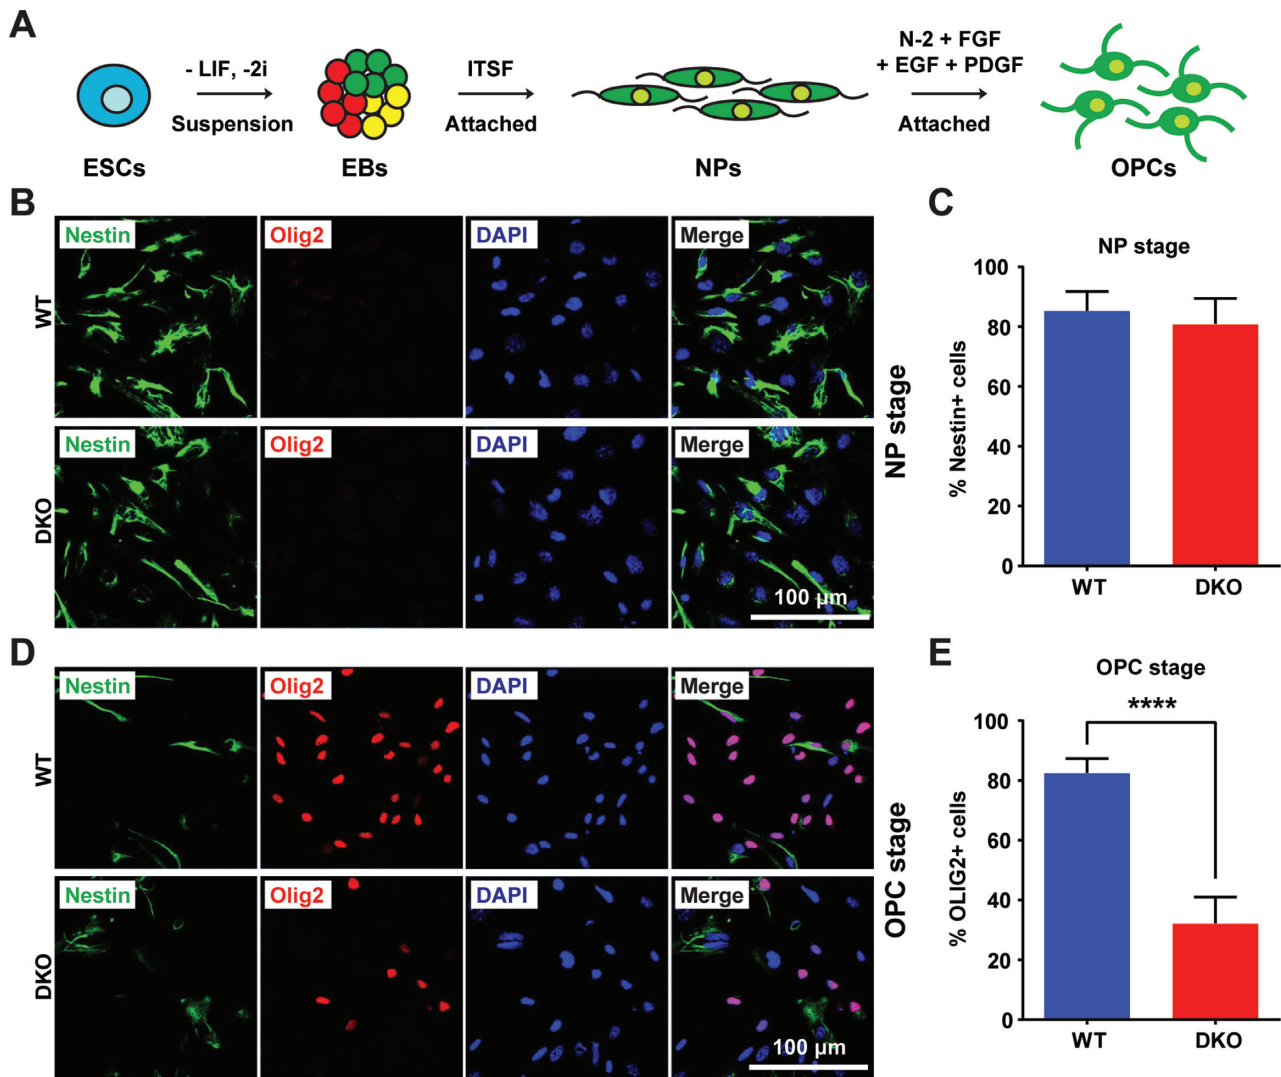 A
- LIF, -2i
Suspension
ITSF
Attached
N-2 + FGF
+ EGF + PDGF
Attached
ESCs
EBs
NPs
OPCs
B
Nestin
Olig2
DAPI
Merge
WT
Nestin
Olig2
DAPI
Merge
DKO
100 μm
NP stage
C
NP stage
% Nestin+ cells
100
80
60
40
20
0
WT
DKO
D
Nestin
Olig2
DAPI
Merge
WT
Nestin
Olig2
DAPI
Merge
DKO
100 μm
OPC stage
E
OPC stage
****
% OLIG2+ cells
100
80
60
40
20
0
WT
DKO